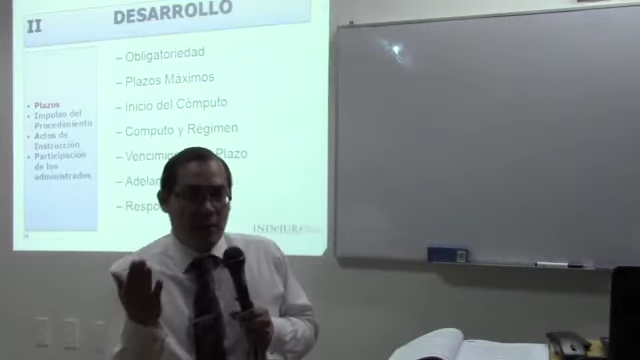 II
DESARROLLO
• Plazos
• Impulso del
Procedimiento
• Actos de
Instrucción
• Participación
de los
administrados
– Obligatoriedad
– Plazos Máximos
– Inicio del Cómputo
– Computo y Régimen
Plazo
INDeIURE